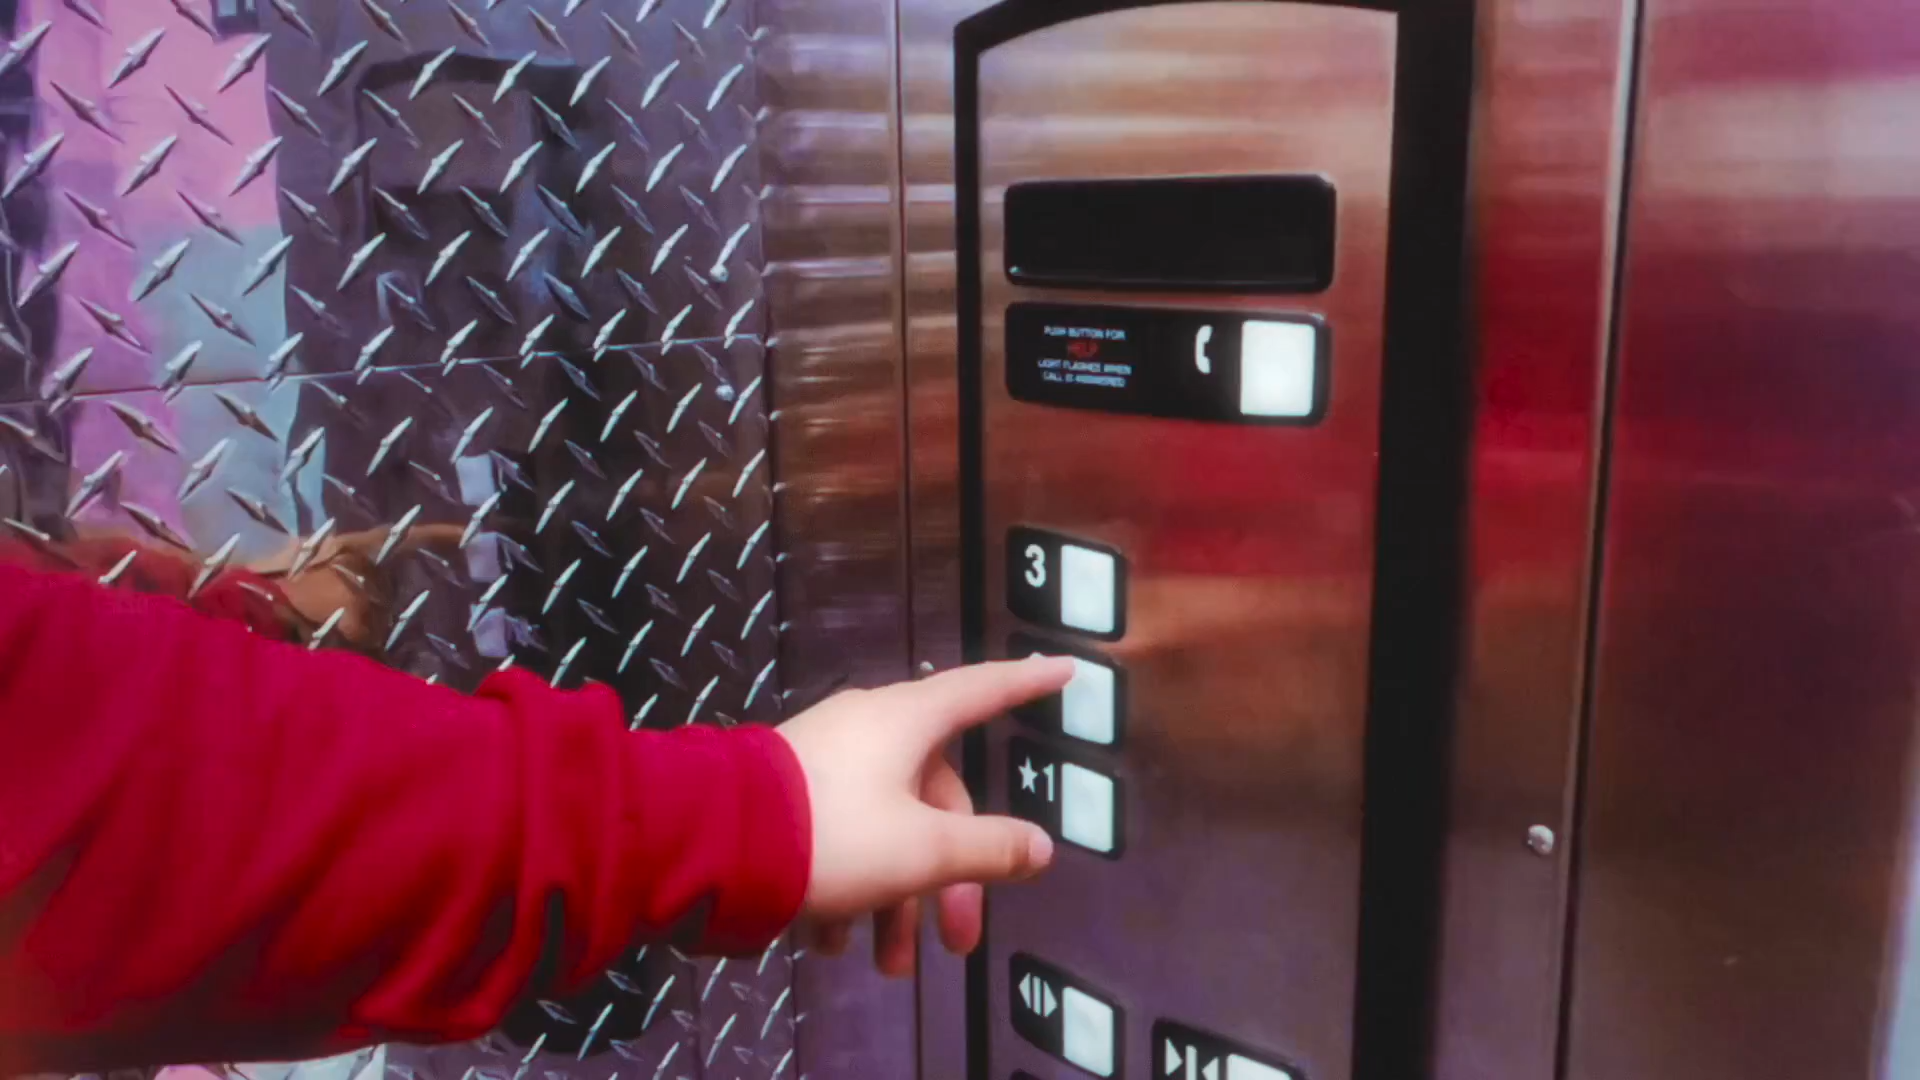 PUSH BUTTON FOR
HELP
LIGHT FLASHES WHEN
CALL IS ANSWERED
3
★1